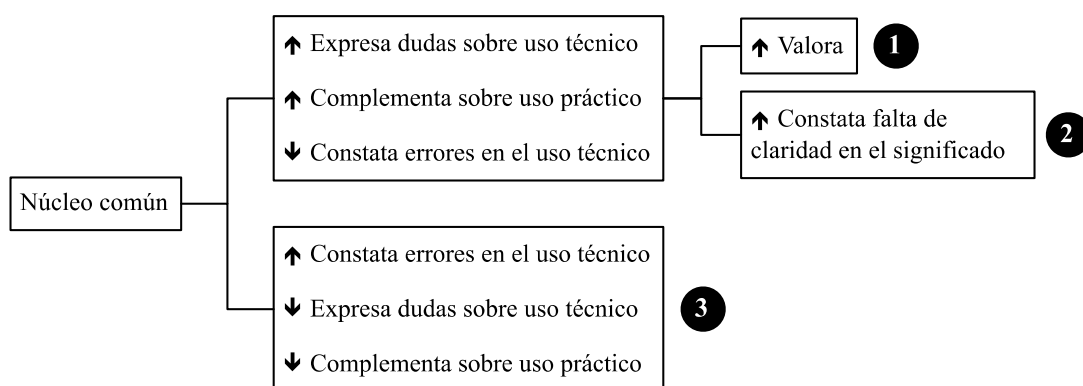 Núcleo común
↑ Expresa dudas sobre uso técnico
↑ Complementa sobre uso práctico
↓ Constata errores en el uso técnico
↑ Valora
1
↑ Constata falta de
claridad en el significado
2
↑ Constata errores en el uso técnico
↓ Expresa dudas sobre uso técnico
↓ Complementa sobre uso práctico
3